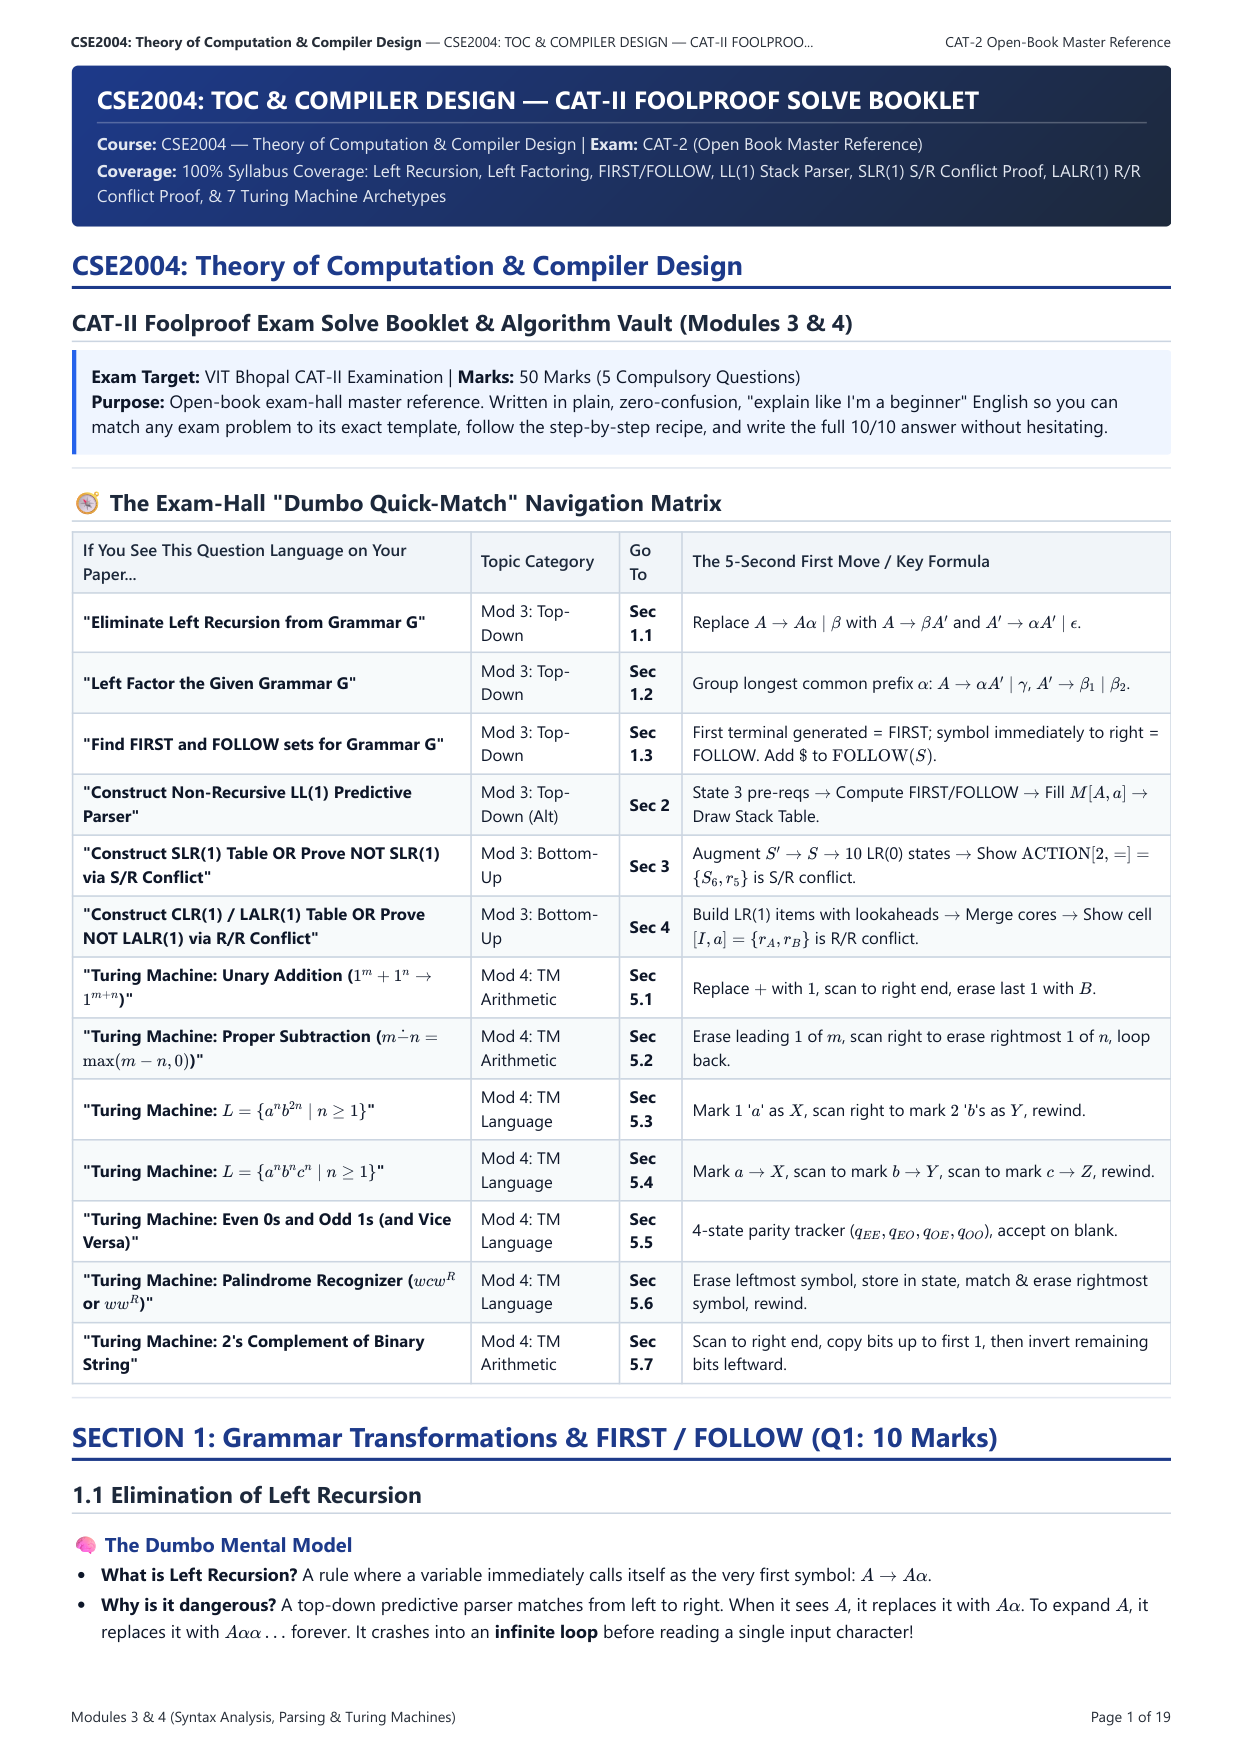 CSE2004: Theory of Computation & Compiler Design — CSE2004: TOC & COMPILER DESIGN — CAT-II FOOLPROO... CAT-2 Open-Book Master Reference
CSE2004: TOC & COMPILER DESIGN — CAT-II FOOLPROOF SOLVE BOOKLET
Course: CSE2004 — Theory of Computation & Compiler Design | Exam: CAT-2 (Open Book Master Reference)
Coverage: 100% Syllabus Coverage: Left Recursion, Left Factoring, FIRST/FOLLOW, LL(1) Stack Parser, SLR(1) S/R Conflict Proof, LALR(1) R/R
Conflict Proof, & 7 Turing Machine Archetypes
CSE2004: Theory of Computation & Compiler Design
CAT-II Foolproof Exam Solve Booklet & Algorithm Vault (Modules 3 & 4)
Exam Target: VIT Bhopal CAT-II Examination | Marks: 50 Marks (5 Compulsory Questions)
Purpose: Open-book exam-hall master reference. Written in plain, zero-confusion, "explain like I'm a beginner" English so you can
match any exam problem to its exact template, follow the step-by-step recipe, and write the full 10/10 answer without hesitating.
🧭 The Exam-Hall "Dumbo Quick-Match" Navigation Matrix
If You See This Question Language on Your
Paper...
Topic Category
Go
To
The 5-Second First Move / Key Formula
"Eliminate Left Recursion from Grammar G"
Mod 3: Top-
Down
Sec
1.1
Replace A → Aα | β with A → βA′ and A′ → αA′ | ϵ.
"Left Factor the Given Grammar G"
Mod 3: Top-
Down
Sec
1.2
Group longest common prefix α: A → αA′ | γ, A′ → β₁ | β₂.
"Find FIRST and FOLLOW sets for Grammar G"
Mod 3: Top-
Down
Sec
1.3
First terminal generated = FIRST; symbol immediately to right =
FOLLOW. Add $ to FOLLOW(S).
"Construct Non-Recursive LL(1) Predictive
Parser"
Mod 3: Top-
Down (Alt)
Sec 2
State 3 pre-reqs → Compute FIRST/FOLLOW → Fill M[A, a] →
Draw Stack Table.
"Construct SLR(1) Table OR Prove NOT SLR(1)
via S/R Conflict"
Mod 3: Bottom-
Up
Sec 3
Augment S′ → S → 10 LR(0) states → Show ACTION[2, =] =
{S₆, r₅} is S/R conflict.
"Construct CLR(1) / LALR(1) Table OR Prove
NOT LALR(1) via R/R Conflict"
Mod 3: Bottom-
Up
Sec 4
Build LR(1) items with lookaheads → Merge cores → Show cell
[I, a] = {r_A, r_B} is R/R conflict.
"Turing Machine: Unary Addition (1ᵐ + 1ⁿ →
1ᵐ⁺ⁿ)"
Mod 4: TM
Arithmetic
Sec
5.1
Replace + with 1, scan to right end, erase last 1 with B.
"Turing Machine: Proper Subtraction (m∸n =
max(m − n, 0))"
Mod 4: TM
Arithmetic
Sec
5.2
Erase leading 1 of m, scan right to erase rightmost 1 of n, loop
back.
"Turing Machine: L = {aⁿb²ⁿ | n ≥ 1}"
Mod 4: TM
Language
Sec
5.3
Mark 1 'a' as X, scan right to mark 2 'b's as Y, rewind.
"Turing Machine: L = {aⁿbⁿcⁿ | n ≥ 1}"
Mod 4: TM
Language
Sec
5.4
Mark a → X, scan to mark b → Y, scan to mark c → Z, rewind.
"Turing Machine: Even 0s and Odd 1s (and Vice
Versa)"
Mod 4: TM
Language
Sec
5.5
4-state parity tracker (q_EE, q_EO, q_OE, q_OO), accept on blank.
"Turing Machine: Palindrome Recognizer (wcwᴿ
or wwᴿ)"
Mod 4: TM
Language
Sec
5.6
Erase leftmost symbol, store in state, match & erase rightmost
symbol, rewind.
"Turing Machine: 2's Complement of Binary
String"
Mod 4: TM
Arithmetic
Sec
5.7
Scan to right end, copy bits up to first 1, then invert remaining
bits leftward.
SECTION 1: Grammar Transformations & FIRST / FOLLOW (Q1: 10 Marks)
1.1 Elimination of Left Recursion
🧠 The Dumbo Mental Model
• What is Left Recursion? A rule where a variable immediately calls itself as the very first symbol: A → Aα.
• Why is it dangerous? A top-down predictive parser matches from left to right. When it sees A, it replaces it with Aα. To expand A, it
replaces it with Aαα . . . forever. It crashes into an infinite loop before reading a single input character!
Modules 3 & 4 (Syntax Analysis, Parsing & Turing Machines) Page 1 of 19